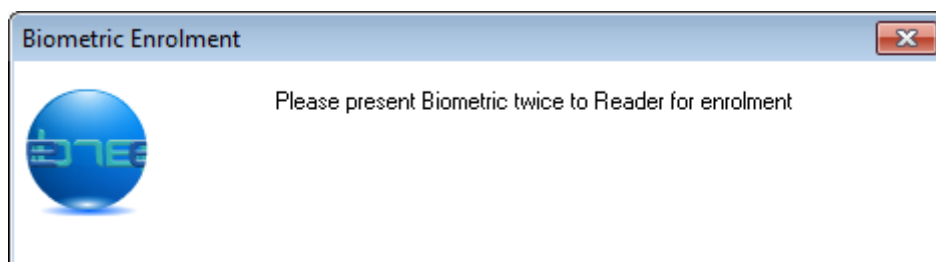 Biometric Enrolment
Please present Biometric twice to Reader for enrolment